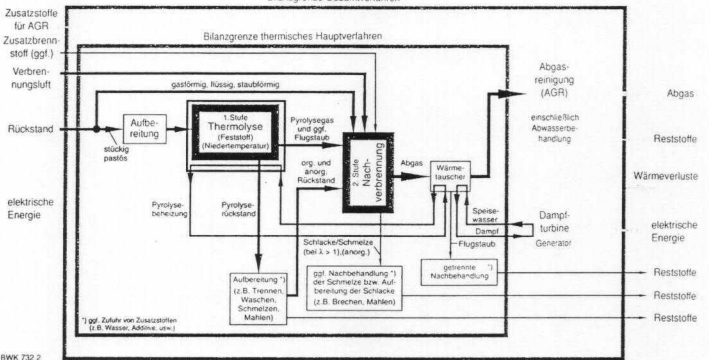 Bilanzgrenze Gesamtverfahren
Zusatzstoffe
für AGR
Zusatzbrenn-
stoff (ggf.)
Verbren-
nungsluft
Rückstand
elektrische
Energie
Bilanzgrenze thermisches Hauptverfahren
gasförmig, flüssig, staubförmig
stückig
pastös
Aufbe-
reitung
1.Stufe
Thermolyse
(Feststoff)
(Niedertemperatur)
Pyrolysegas
und ggf.
Flugstaub
org. und
anorg.
Rückstand
2. Stufe
Nach-
verbrennung
Abgas
Wärme-
tauscher
Pyrolyse-
beheizung
Pyrolyse-
rückstand
Speise-
wasser
Dampf
Flugstaub
Dampf-
turbine
Generator
Schlacke/Schmelze
(bei λ > 1),(anorg.)
Aufbereitung *)
(z.B. Trennen,
Waschen,
Schmelzen,
Mahlen)
ggf. Nachbehandlung *)
der Schmelze bzw. Auf-
bereitung der Schlacke
(z.B. Brechen, Mahlen)
getrennte *)
Nachbehandlung
Abgas-
reinigung
(AGR)
einschließlich
Abwasserbe-
handlung
Abgas
Reststoffe
Wärmeverluste
elektrische
Energie
Reststoffe
Reststoffe
Reststoffe
*) ggf. Zufuhr von Zusatzstoffen
(z.B. Wasser, Additive, usw.)
BWK 732.2